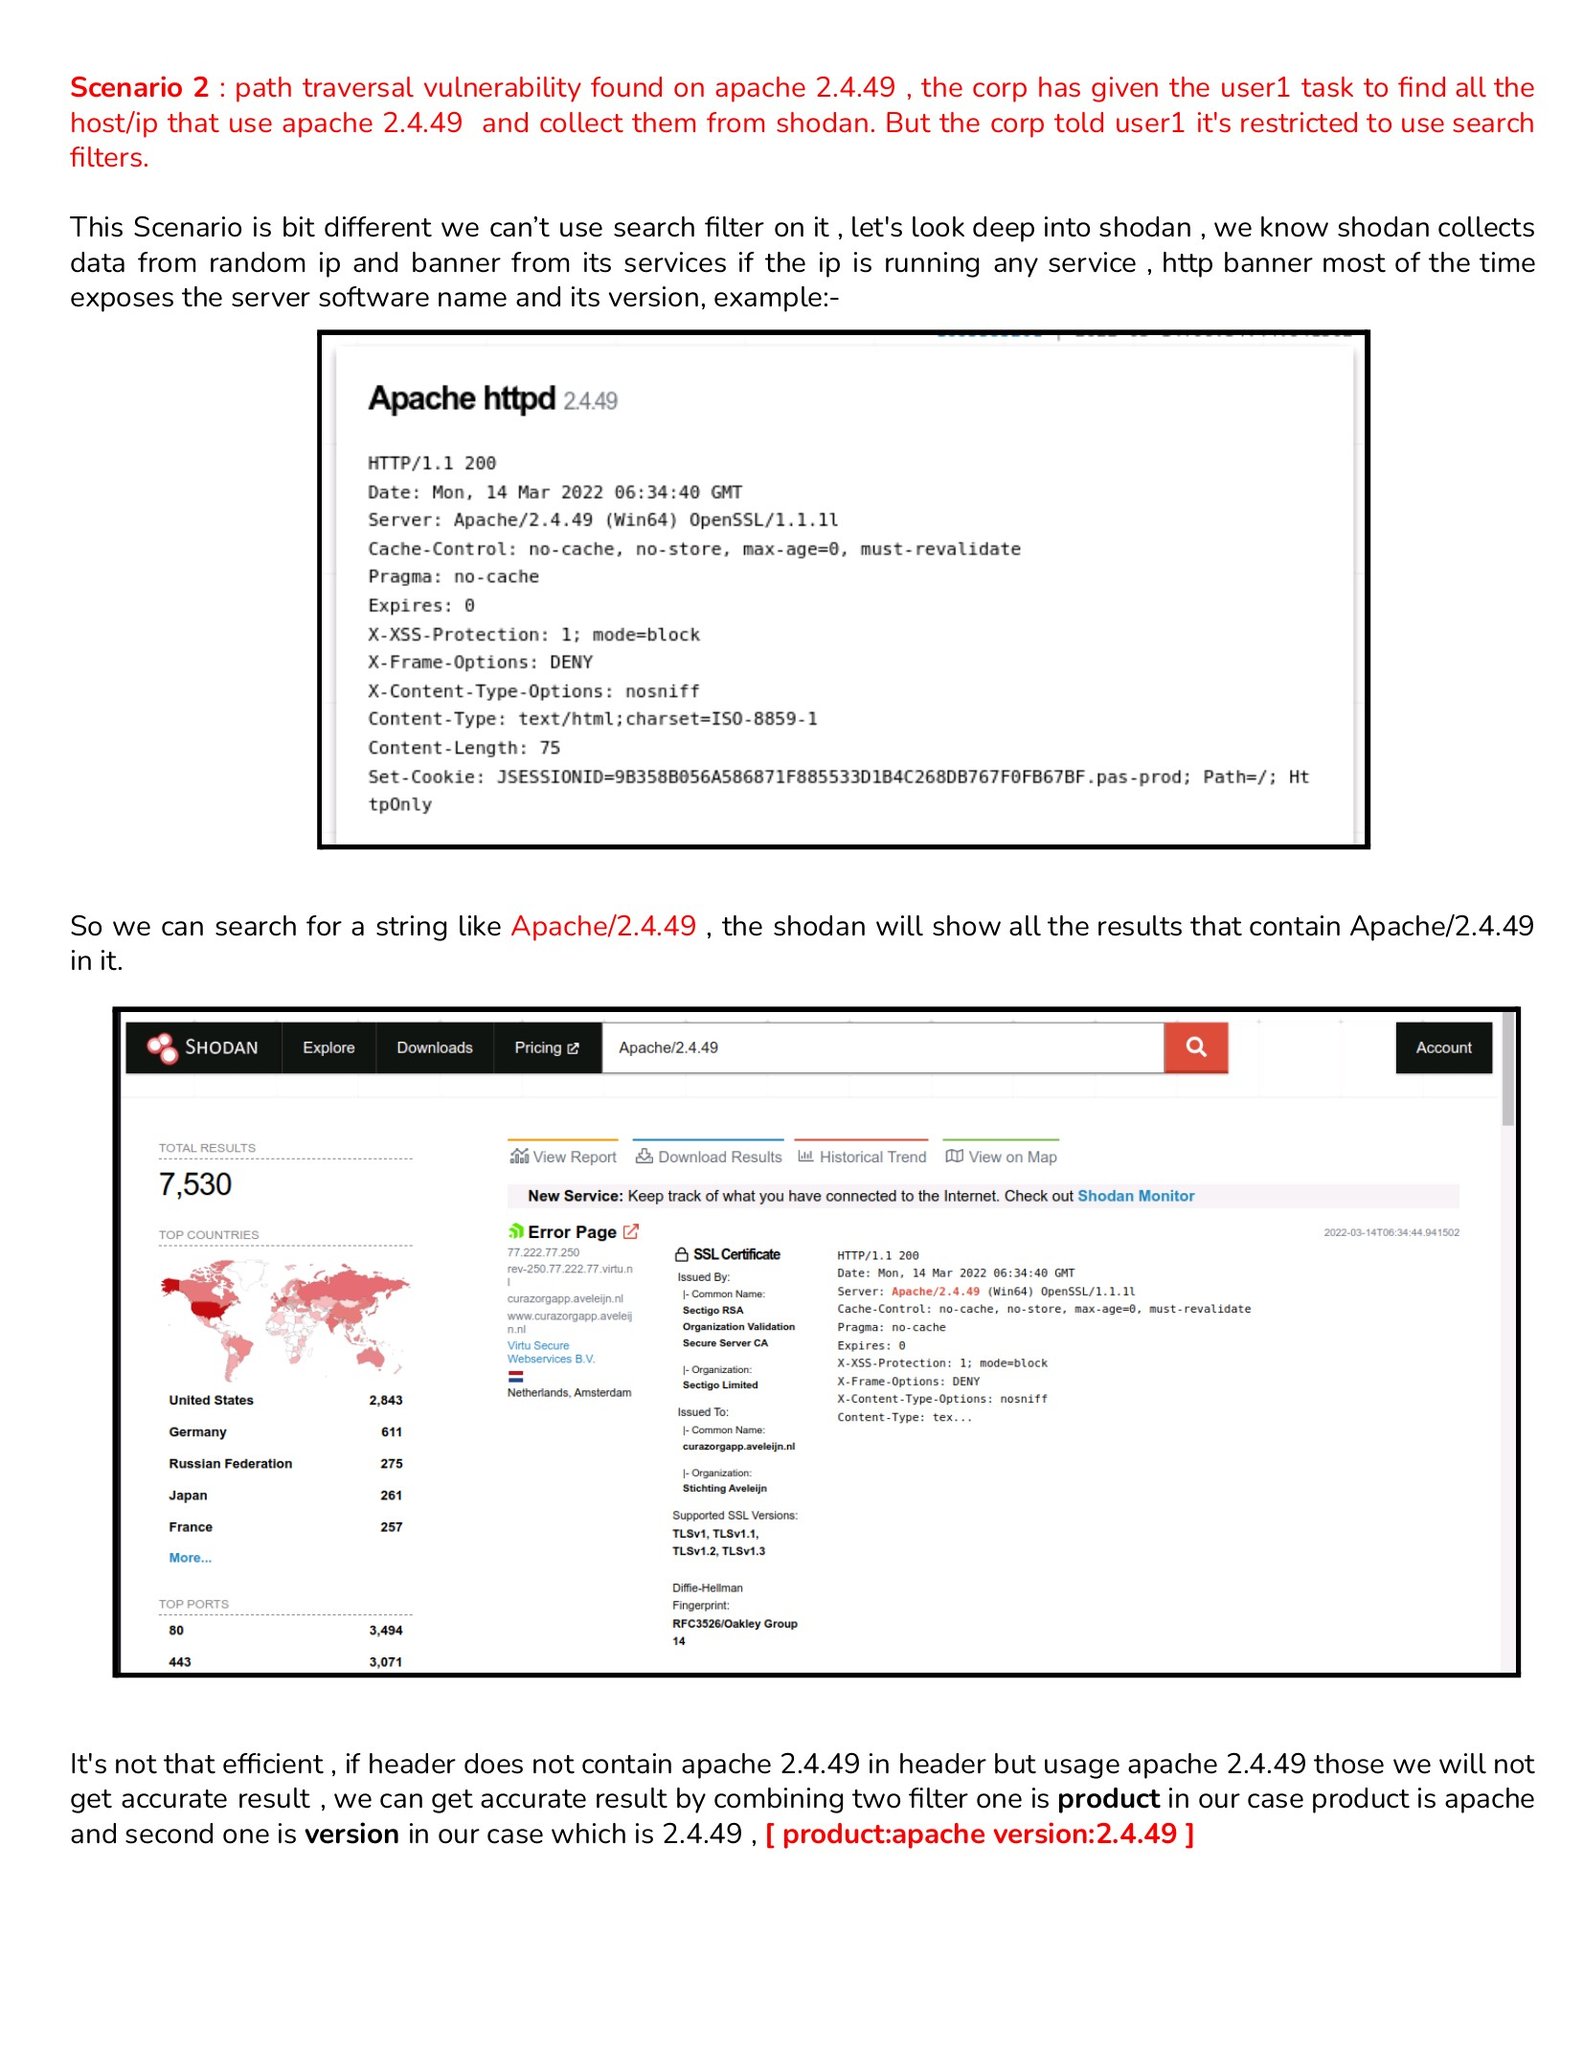 Scenario 2 : path traversal vulnerability found on apache 2.4.49 , the corp has given the user1 task to find all the
host/ip that use apache 2.4.49  and collect them from shodan. But the corp told user1 it's restricted to use search
filters.
This Scenario is bit different we can't use search filter on it , let's look deep into shodan , we know shodan collects
data from random ip and banner from its services if the ip is running any service , http banner most of the time
exposes the server software name and its version, example:-
Apache httpd 2.4.49
HTTP/1.1 200
Date: Mon, 14 Mar 2022 06:34:40 GMT
Server: Apache/2.4.49 (Win64) OpenSSL/1.1.1l
Cache-Control: no-cache, no-store, max-age=0, must-revalidate
Pragma: no-cache
Expires: 0
X-XSS-Protection: 1; mode=block
X-Frame-Options: DENY
X-Content-Type-Options: nosniff
Content-Type: text/html;charset=ISO-8859-1
Content-Length: 75
Set-Cookie: JSESSIONID=9B358B056A586871F885533D1B4C268DB767F0FB67BF.pas-prod; Path=/; Ht
tpOnly
So we can search for a string like Apache/2.4.49 , the shodan will show all the results that contain Apache/2.4.49
in it.
SHODAN Explore Downloads Pricing Apache/2.4.49 Account
TOTAL RESULTS
7,530
TOP COUNTRIES
United States 2,843
Germany 611
Russian Federation 275
Japan 261
France 257
More...
TOP PORTS
80 3,494
443 3,071
View Report Download Results Historical Trend View on Map
New Service: Keep track of what you have connected to the Internet. Check out Shodan Monitor
Error Page
2022-03-14T06:34:44.941502
77.222.77.250
rev-250.77.222.77.virtu.n
l
curazorgapp.aveleijn.nl
www.curazorgapp.aveleij
n.nl
Virtu Secure
Webservices B.V.
Netherlands, Amsterdam
SSL Certificate
Issued By:
|- Common Name:
Sectigo RSA
Organization Validation
Secure Server CA
|- Organization:
Sectigo Limited
Issued To:
|- Common Name:
curazorgapp.aveleijn.nl
|- Organization:
Stichting Aveleijn
Supported SSL Versions:
TLSv1, TLSv1.1,
TLSv1.2, TLSv1.3
Diffie-Hellman
Fingerprint:
RFC3526/Oakley Group
14
HTTP/1.1 200
Date: Mon, 14 Mar 2022 06:34:40 GMT
Server: Apache/2.4.49 (Win64) OpenSSL/1.1.1l
Cache-Control: no-cache, no-store, max-age=0, must-revalidate
Pragma: no-cache
Expires: 0
X-XSS-Protection: 1; mode=block
X-Frame-Options: DENY
X-Content-Type-Options: nosniff
Content-Type: tex...
It's not that efficient , if header does not contain apache 2.4.49 in header but usage apache 2.4.49 those we will not
get accurate result , we can get accurate result by combining two filter one is product in our case product is apache
and second one is version in our case which is 2.4.49 , [ product:apache version:2.4.49 ]